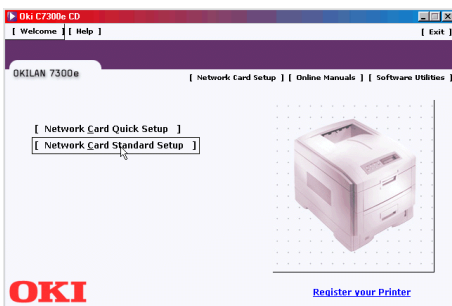 Oki C7300e CD
[ Welcome ] [ Help ] [ Exit ]
OKILAN 7300e
[ Network Card Setup ] [ Online Manuals ] [ Software Utilities ]
[ Network Card Quick Setup ]
[ Network Card Standard Setup ]
OKI
Register your Printer